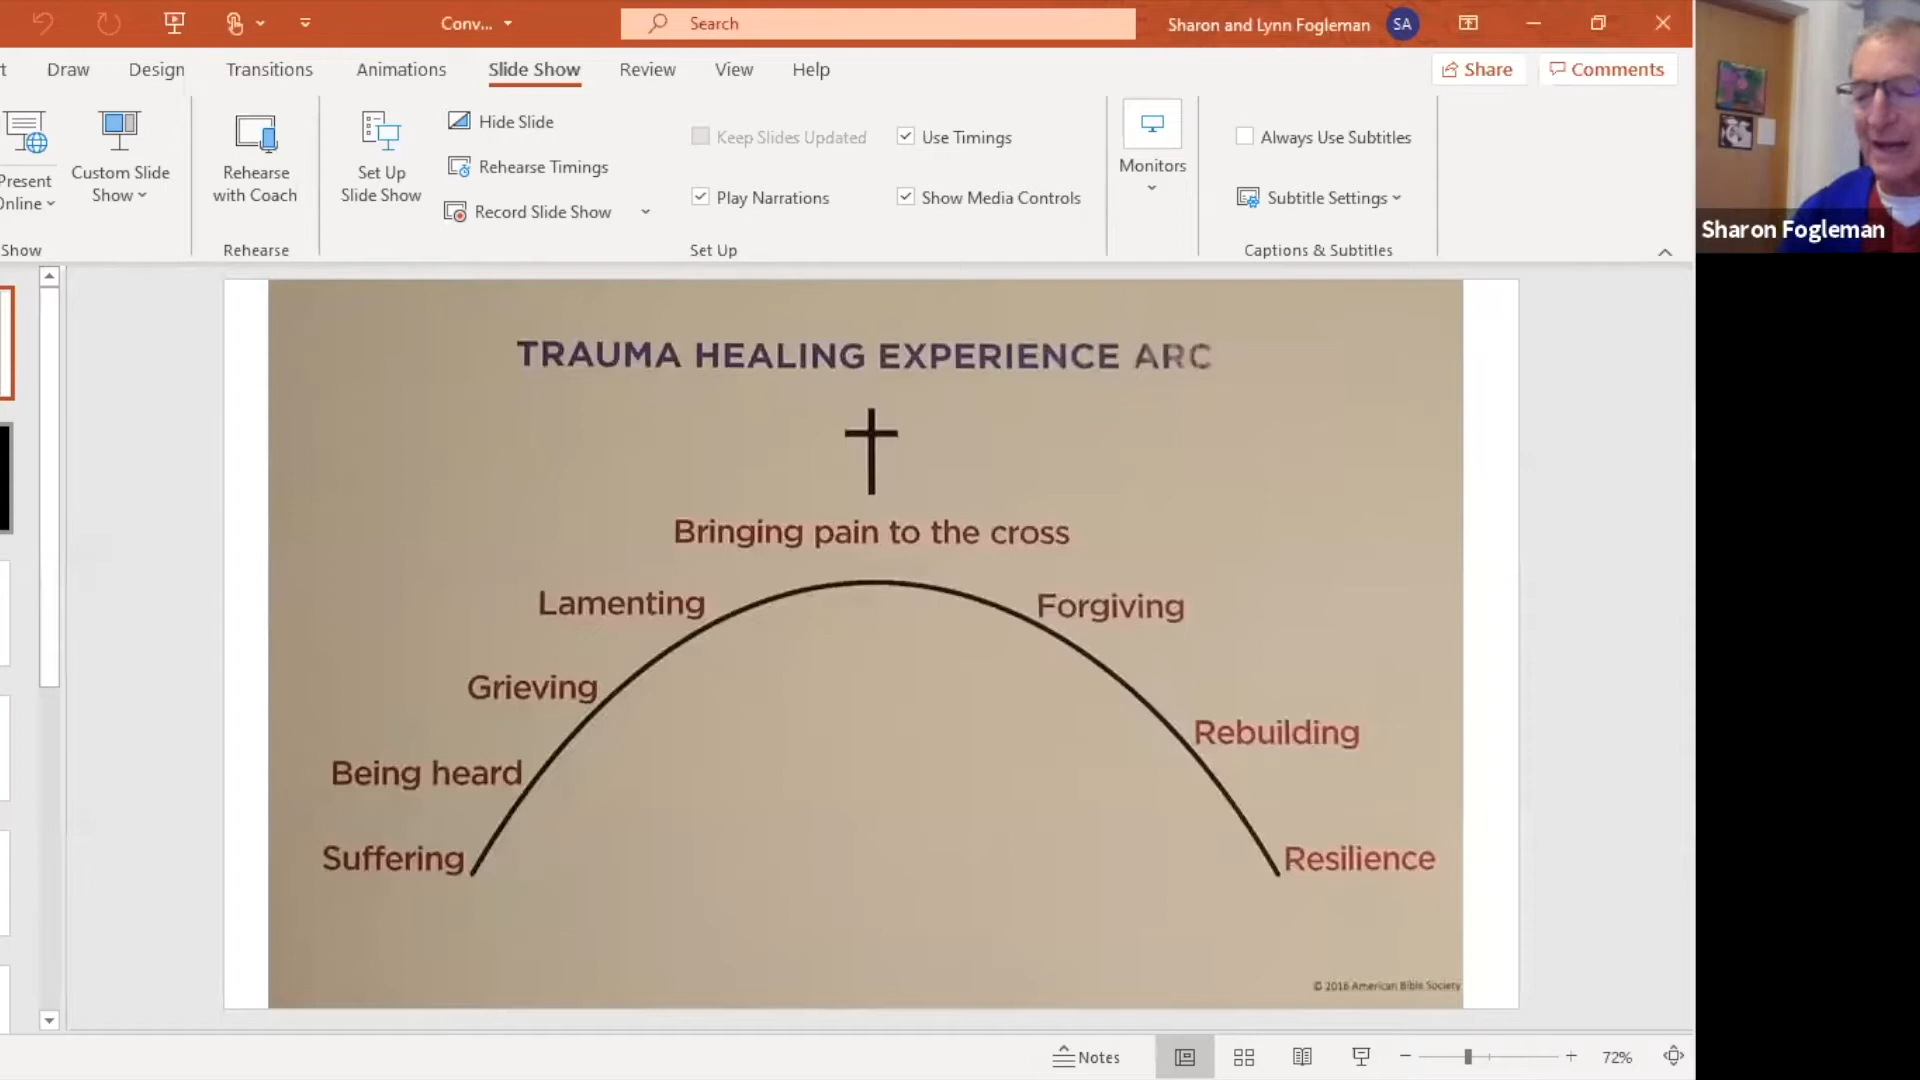 Conv...
Search
Sharon and Lynn Fogleman
SA
Draw
Design
Transitions
Animations
Slide Show
Review
View
Help
Share
Comments
Present
Online
Custom Slide
Show
Rehearse
with Coach
Set Up
Slide Show
Hide Slide
Rehearse Timings
Record Slide Show
Keep Slides Updated
Use Timings
Play Narrations
Show Media Controls
Monitors
Always Use Subtitles
Subtitle Settings
Show
Rehearse
Set Up
Captions & Subtitles
Sharon Fogleman
TRAUMA HEALING EXPERIENCE ARC
Bringing pain to the cross
Lamenting
Forgiving
Grieving
Rebuilding
Being heard
Suffering
Resilience
© 2016 American Bible Society
Notes
72%